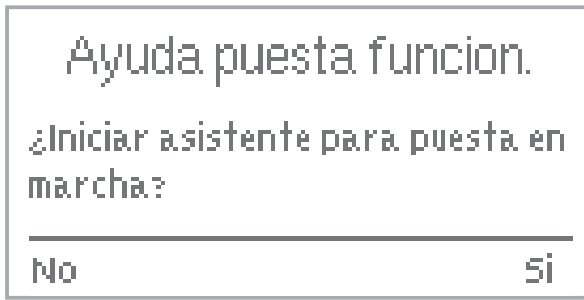 Ayuda puesta funcion.
¿Iniciar asistente para puesta en
marcha?
No Si